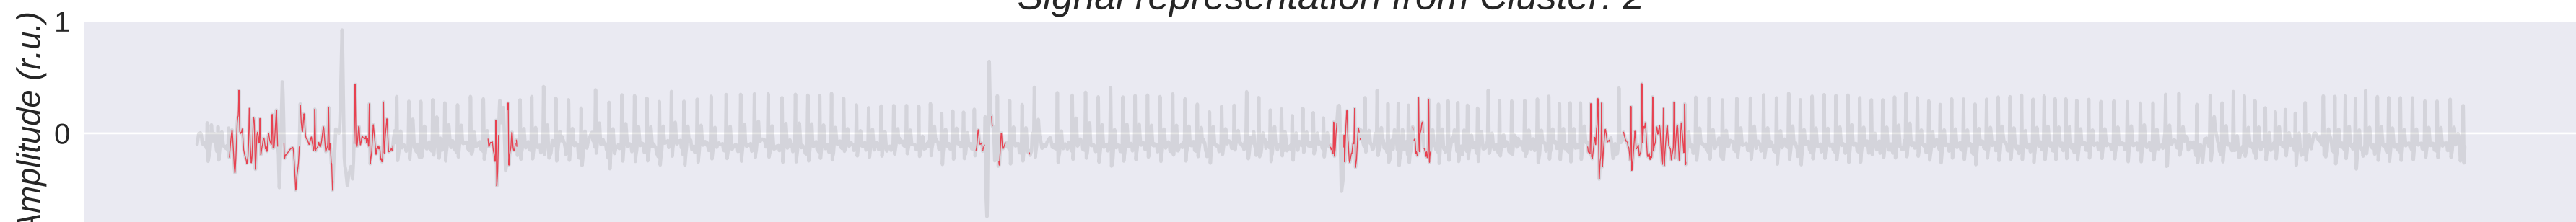 Signal representation from Cluster: 2
Amplitude (r.u.)
1
0